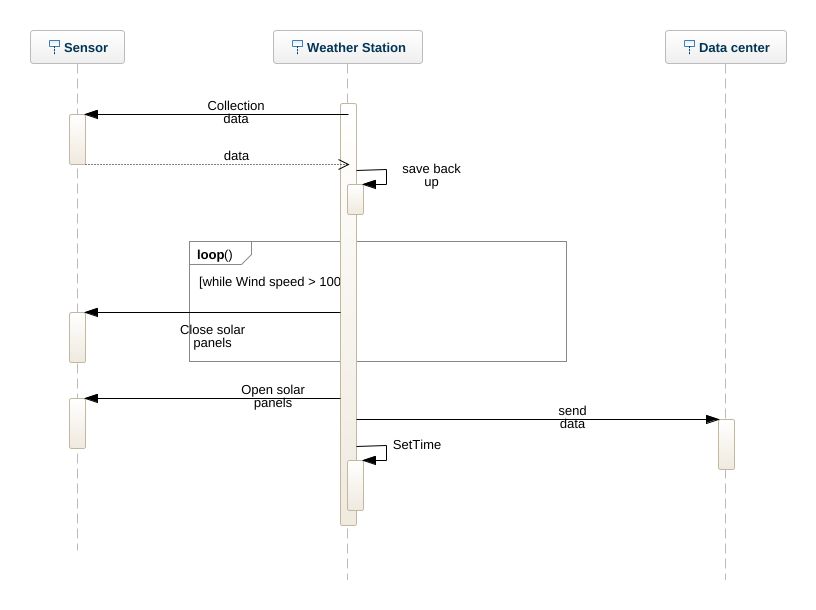 Sensor
Weather Station
Data center
Collection
data
data
save back
up
loop()
[while Wind speed > 100
Close solar
panels
Open solar
panels
send
data
SetTime